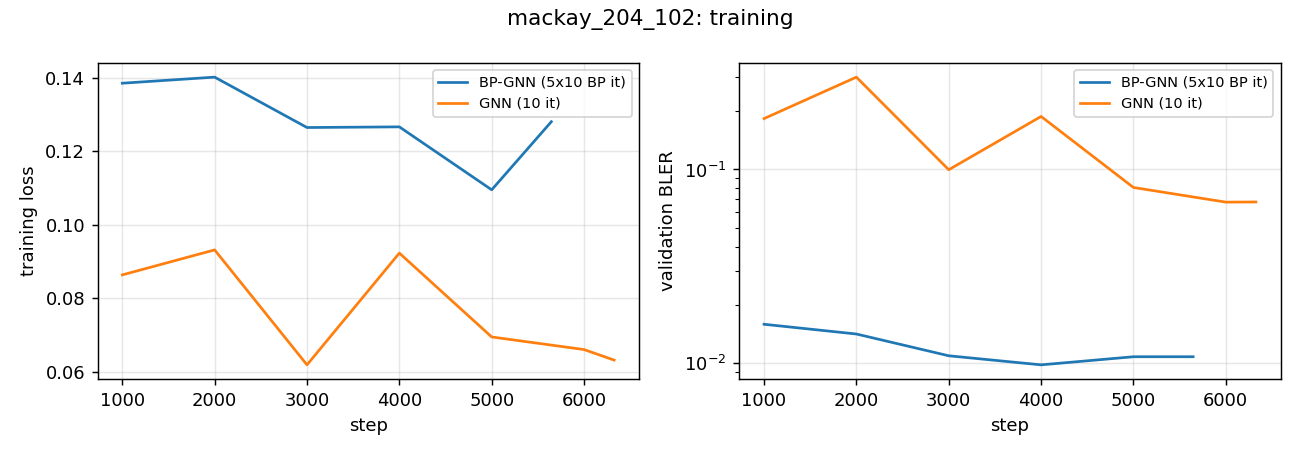 mackay_204_102: training
training loss
0.14
0.12
0.10
0.08
0.06
BP-GNN (5x10 BP it)
GNN (10 it)
1000 2000 3000 4000 5000 6000
step
validation BLER
10⁻¹
10⁻²
BP-GNN (5x10 BP it)
GNN (10 it)
1000 2000 3000 4000 5000 6000
step